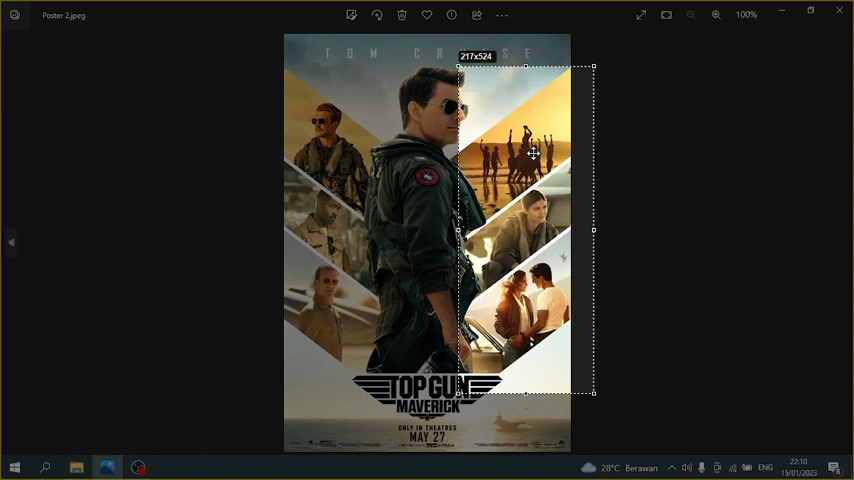 Poster 2.jpeg
100%
TOM CRUISE
217x524
TOP GUN
MAVERICK
ONLY IN THEATRES
MAY 27
28°C Berawan
ENG
22:10
15/01/2023